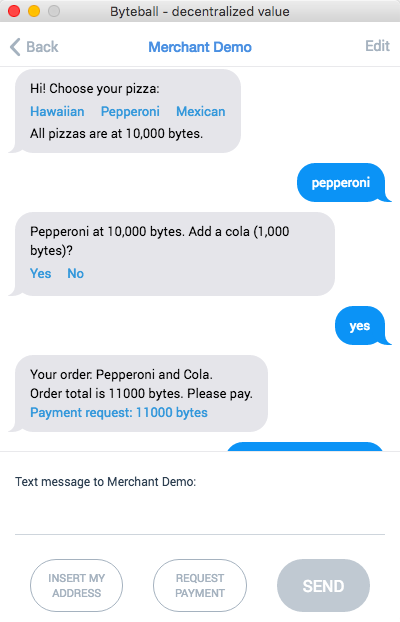 Byteball - decentralized value
Back Merchant Demo Edit
Hi! Choose your pizza:
Hawaiian Pepperoni Mexican
All pizzas are at 10,000 bytes.
pepperoni
Pepperoni at 10,000 bytes. Add a cola (1,000
bytes)?
Yes No
yes
Your order: Pepperoni and Cola.
Order total is 11000 bytes. Please pay.
Payment request: 11000 bytes
Text message to Merchant Demo:
INSERT MY
ADDRESS
REQUEST
PAYMENT
SEND